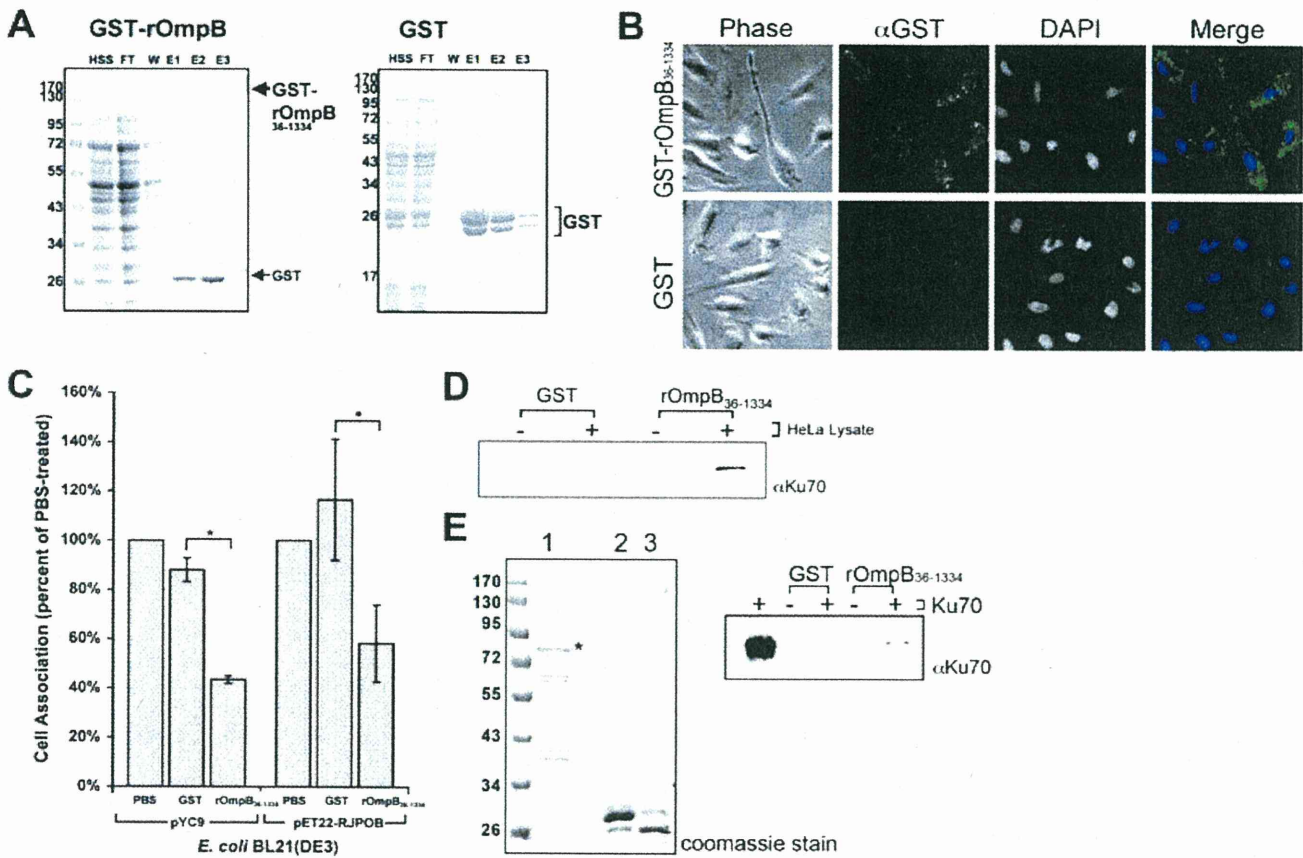 A
GST-rOmpB
HSS FT W E1 E2 E3
170
130
95
72
55
43
34
26
GST-rOmpB
36-1334
GST
GST
HSS FT W E1 E2 E3
170
130
95
72
55
43
34
26
17
GST
B
Phase αGST DAPI Merge
GST-rOmpB36-1334
GST
C
Cell Association (percent of PBS-treated)
160%
140%
120%
100%
80%
60%
40%
20%
0%
* *
PBS GST rOmpB36-1334 PBS GST rOmpB36-1334
pYC9 pET22-RJPOB
E. coli BL21(DE3)
D
GST rOmpB36-1334
- + - + HeLa Lysate
αKu70
E
1 2 3
170
130
95
72
55
43
34
26
*
coomassie stain
GST rOmpB36-1334
+ - + - + Ku70
αKu70